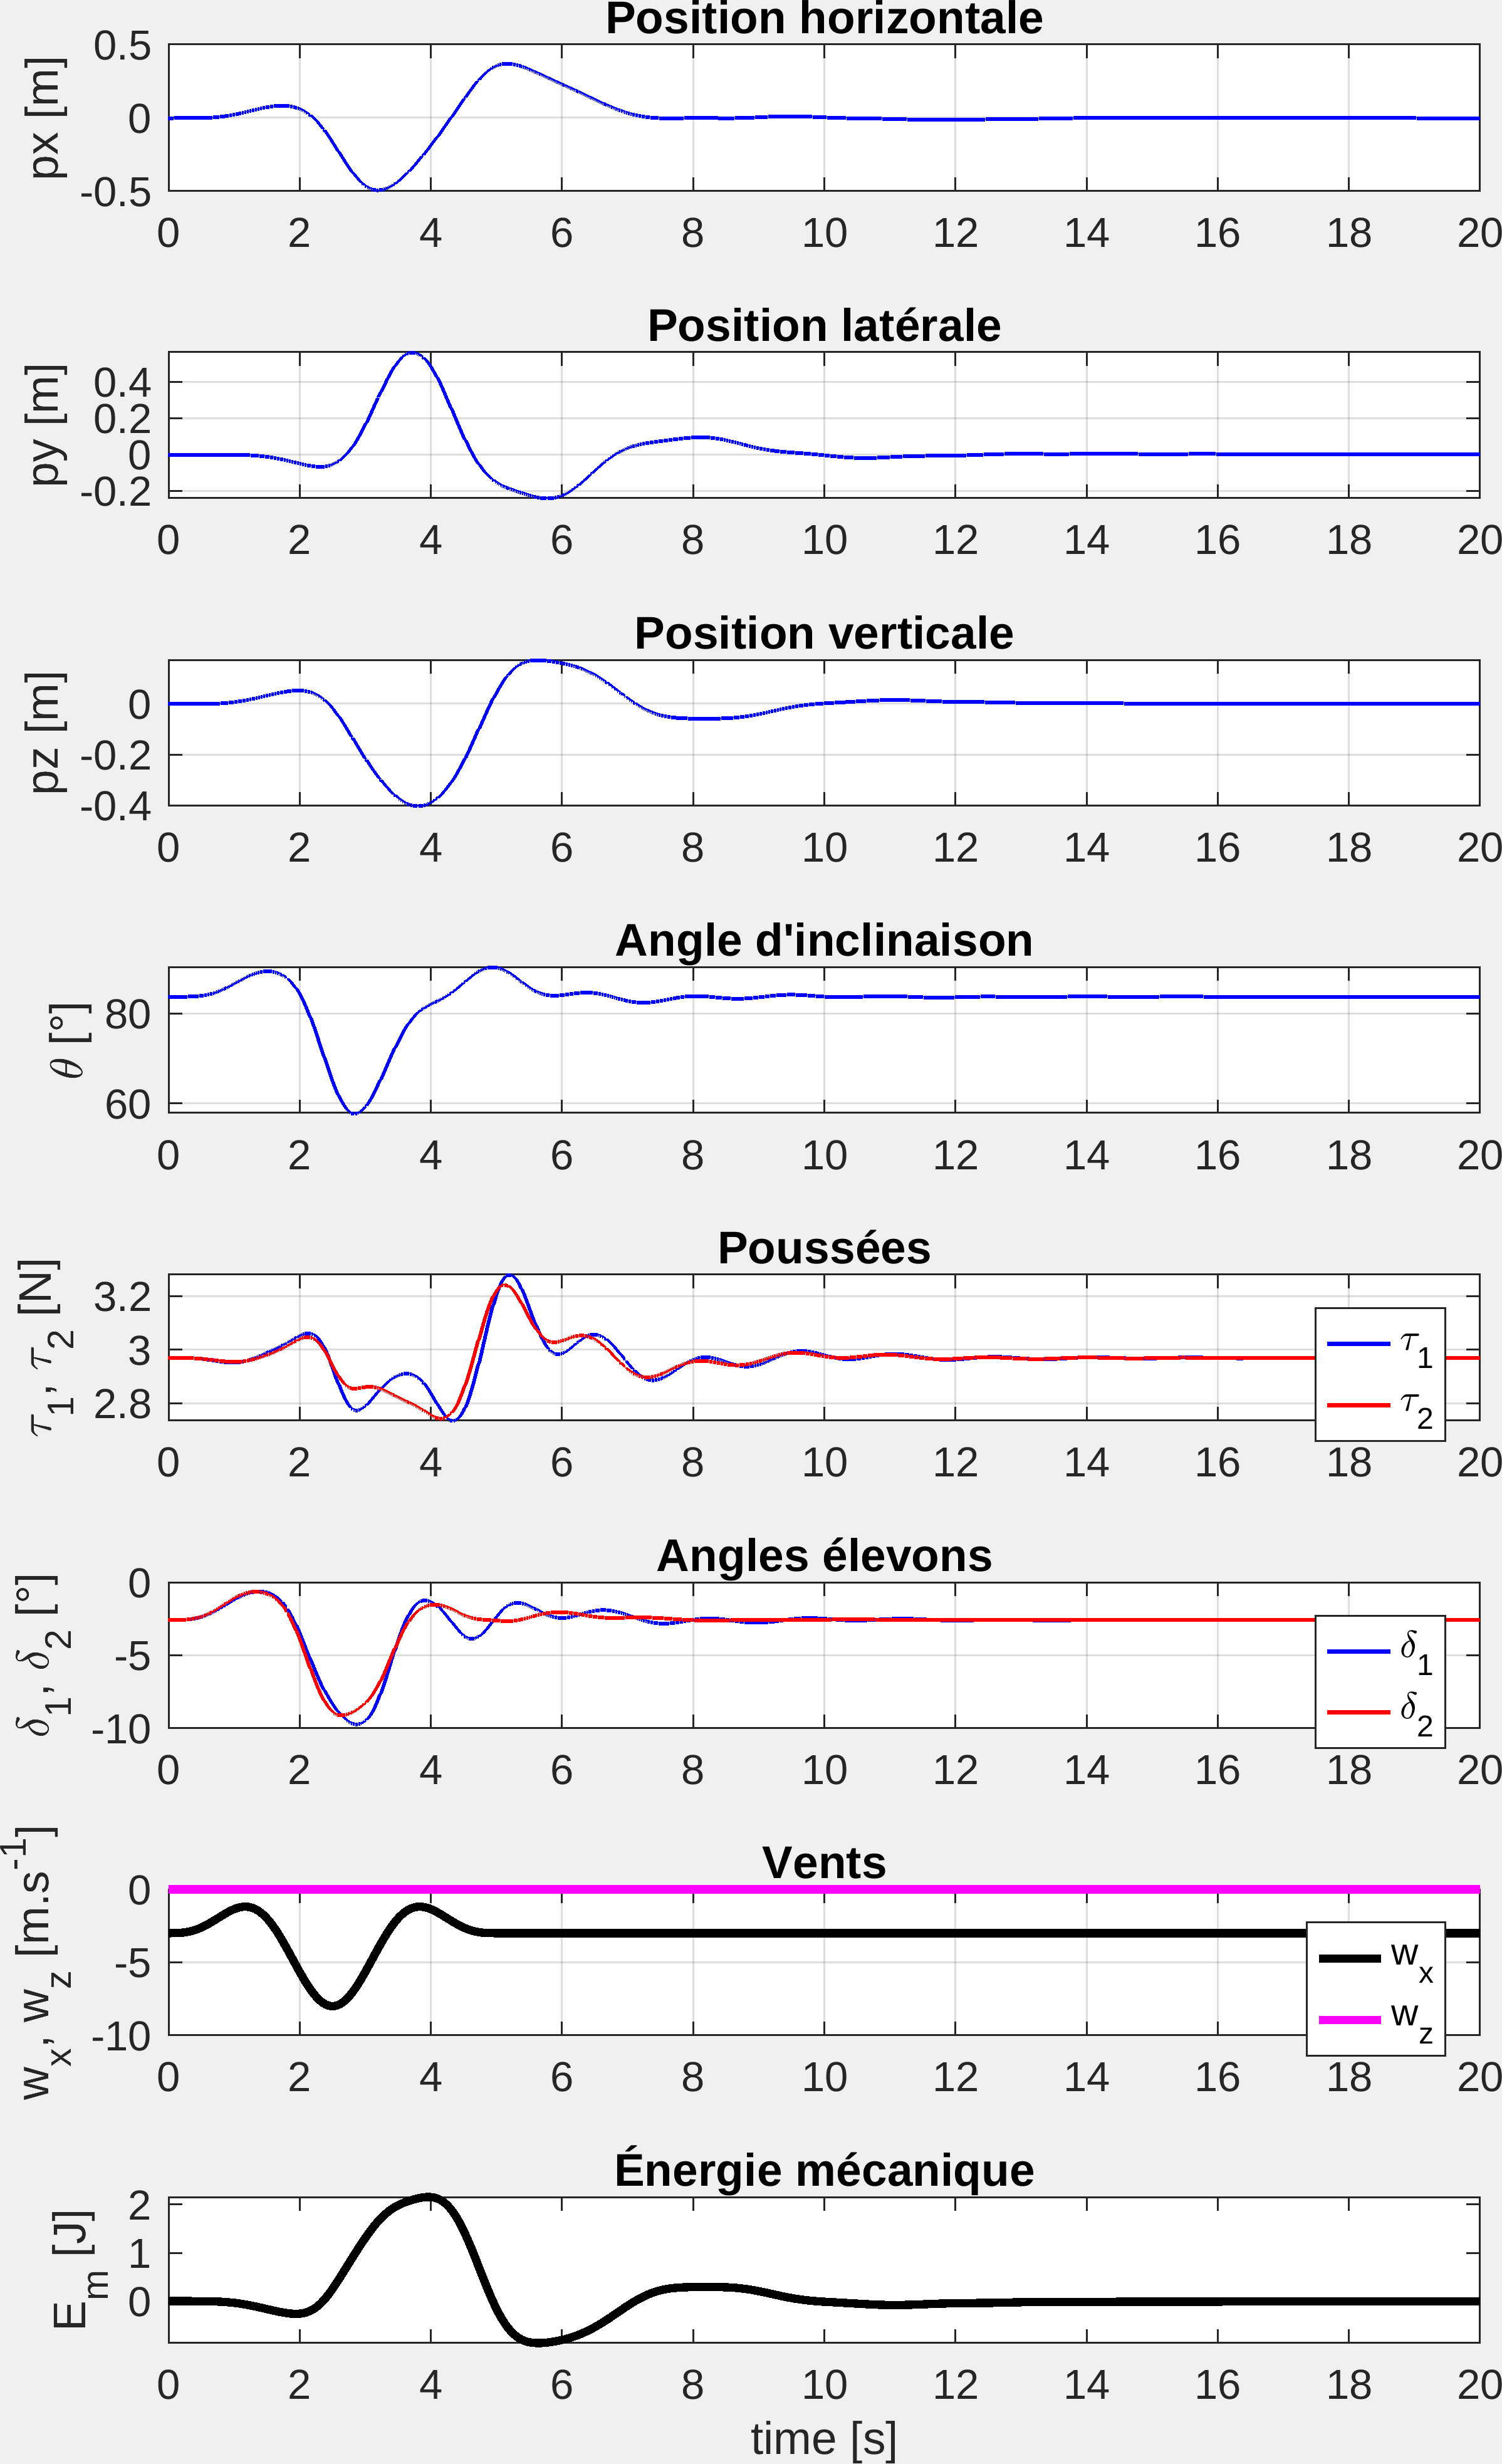 Position horizontale
px [m]
0.5
0
-0.5
0 2 4 6 8 10 12 14 16 18 20
Position latérale
py [m]
0.4
0.2
0
-0.2
0 2 4 6 8 10 12 14 16 18 20
Position verticale
pz [m]
0
-0.2
-0.4
0 2 4 6 8 10 12 14 16 18 20
Angle d'inclinaison
θ [°]
80
60
0 2 4 6 8 10 12 14 16 18 20
Poussées
τ1, τ2 [N]
3.2
3
2.8
τ1
τ2
0 2 4 6 8 10 12 14 16 18 20
Angles élevons
δ1, δ2 [°]
0
-5
-10
δ1
δ2
0 2 4 6 8 10 12 14 16 18 20
Vents
wx, wz [m.s-1]
0
-5
-10
wx
wz
0 2 4 6 8 10 12 14 16 18 20
Énergie mécanique
Em [J]
2
1
0
0 2 4 6 8 10 12 14 16 18 20
time [s]